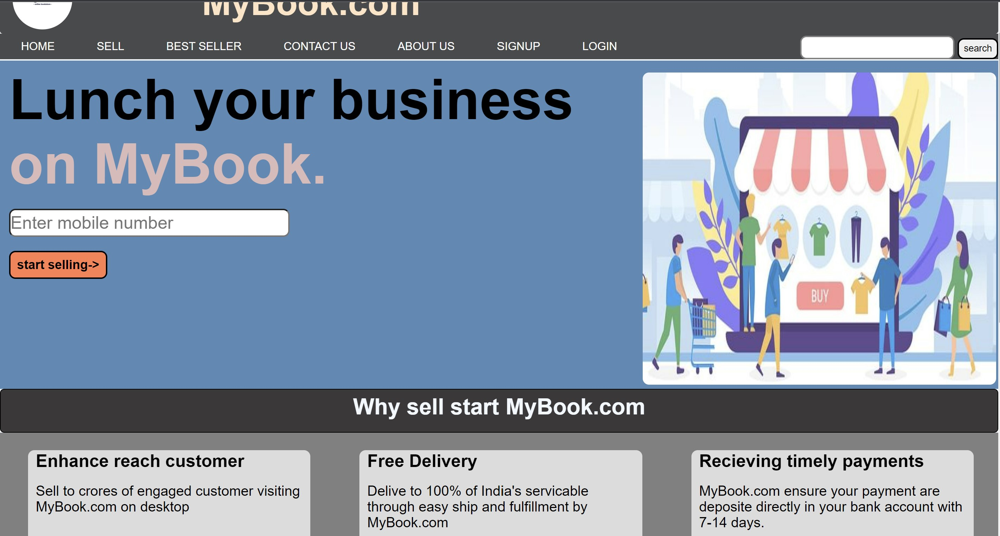 - online bookstore -
MyBook.com
HOME SELL BEST SELLER CONTACT US ABOUT US SIGNUP LOGIN search
Lunch your business
on MyBook.
Enter mobile number
start selling->
BUY
Why sell start MyBook.com
Enhance reach customer
Sell to crores of engaged customer visiting
MyBook.com on desktop
Free Delivery
Delive to 100% of India's servicable
through easy ship and fulfillment by
MyBook.com
Recieving timely payments
MyBook.com ensure your payment are
deposite directly in your bank account with
7-14 days.